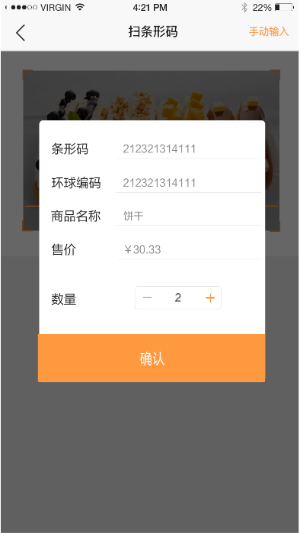 VIRGIN 4:21 PM 22%
扫条形码 手动输入
条形码 212321314111
环球编码 212321314111
商品名称 饼干
售价 ￥30.33
数量 — 2 +
确认